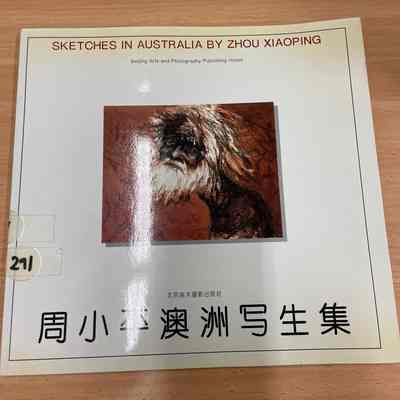 SKETCHES IN AUSTRALIA BY ZHOU XIAOPING
Beijing Arts and Photography Publishing House
291
北京美术摄影出版社
周小平澳洲写生集